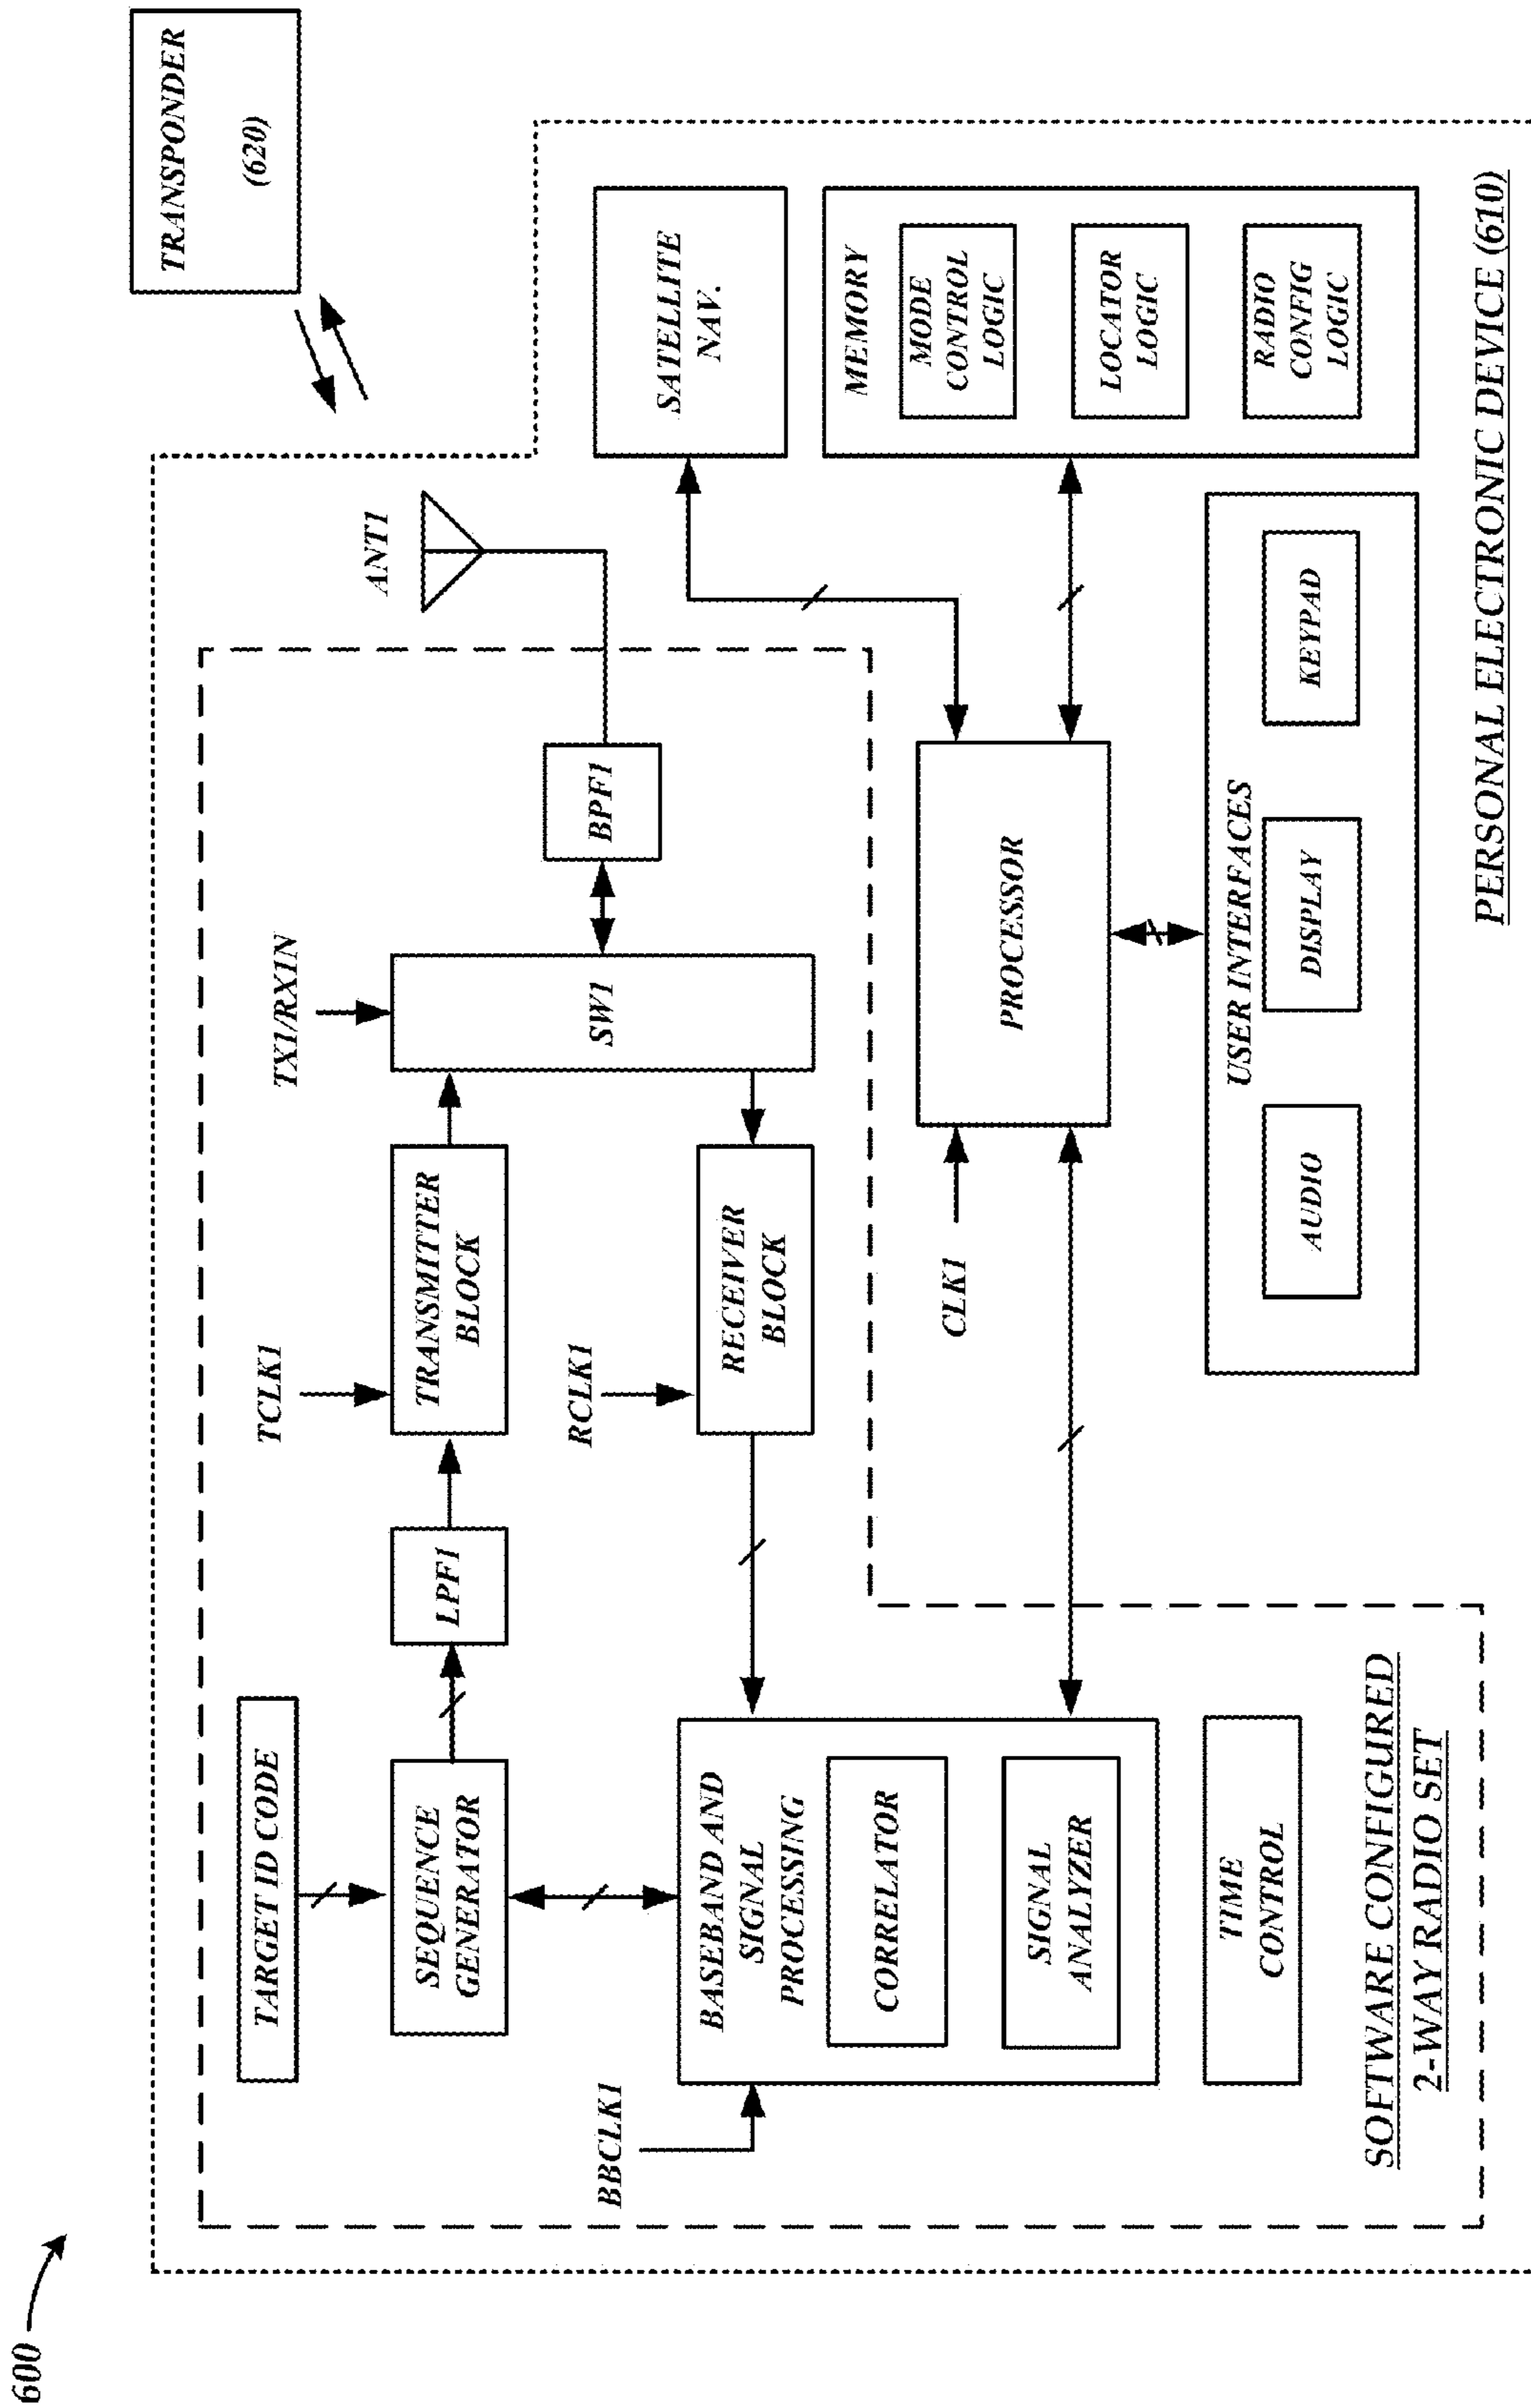 600
TRANSPONDER
(620)
TARGET ID CODE
TCLK1
TX1/RX1N
ANT1
SEQUENCE
GENERATOR
LPF1
TRANSMITTER
BLOCK
SW1
BPF1
BBCLK1
BASEBAND AND
SIGNAL
PROCESSING
CORRELATOR
SIGNAL
ANALYZER
RCLK1
RECEIVER
BLOCK
SATELLITE
NAV.
CLK1
PROCESSOR
MEMORY
MODE
CONTROL
LOGIC
LOCATOR
LOGIC
RADIO
CONFIG
LOGIC
TIME
CONTROL
USER INTERFACES
AUDIO
DISPLAY
KEYPAD
SOFTWARE CONFIGURED
2-WAY RADIO SET
PERSONAL ELECTRONIC DEVICE (610)